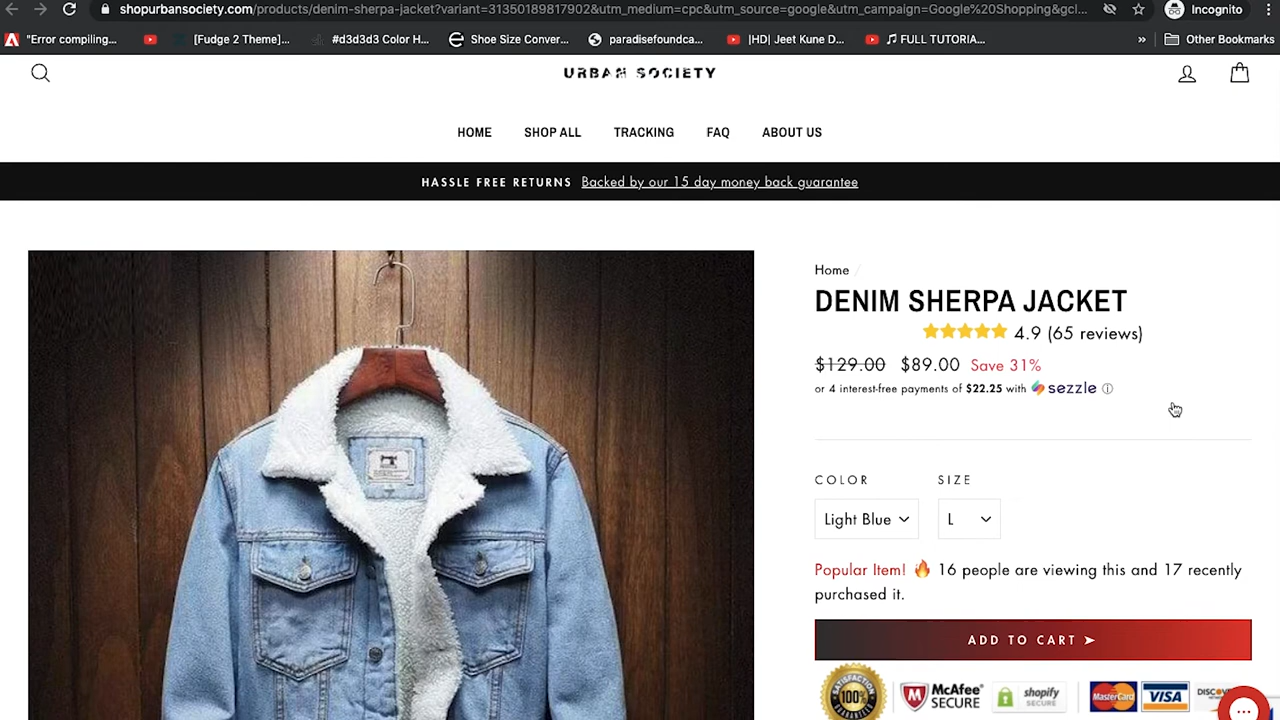 shopurbansociety.com/products/denim-sherpa-jacket?variant=31350189817902&utm_medium=cpc&utm_source=google&utm_campaign=Google%20Shopping&gcl...
Incognito
"Error compiling...
[Fudge 2 Theme]...
#d3d3d3 Color H...
Shoe Size Conver...
paradisefoundca...
|HD| Jeet Kune D...
♫ FULL TUTORIA...
»
Other Bookmarks
URBAN SOCIETY
HOME SHOP ALL TRACKING FAQ ABOUT US
HASSLE FREE RETURNS Backed by our 15 day money back guarantee
Home /
DENIM SHERPA JACKET
4.9 (65 reviews)
$129.00 $89.00 Save 31%
or 4 interest-free payments of $22.25 with sezzle ⓘ
COLOR SIZE
Light Blue L
Popular Item! 🔥 16 people are viewing this and 17 recently
purchased it.
ADD TO CART ➤
SATISFACTION 100% McAfee SECURE shopify SECURE MasterCard VISA DISCOVER